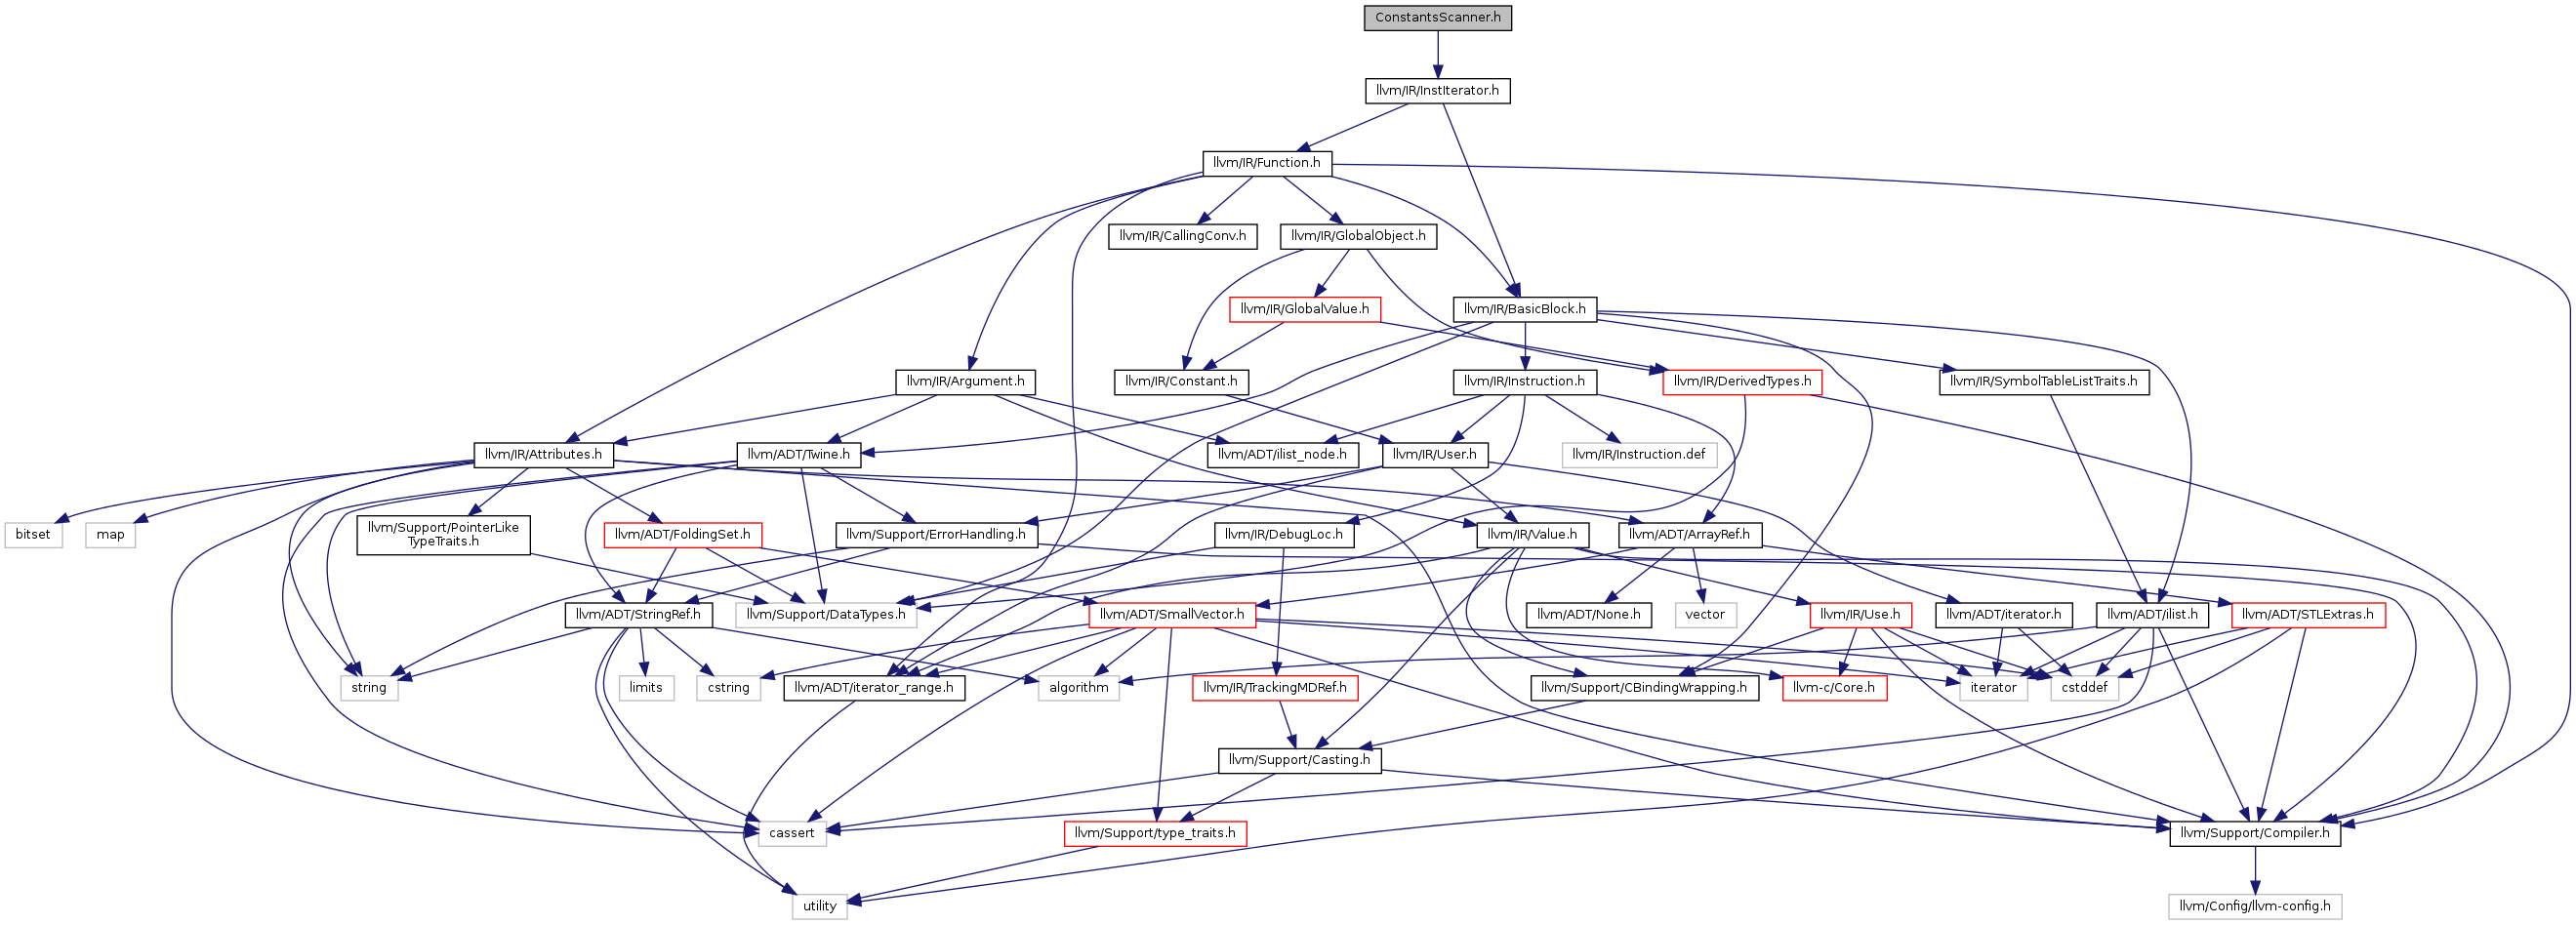 ConstantsScanner.h
llvm/IR/InstIterator.h
llvm/IR/Function.h
llvm/IR/CallingConv.h
llvm/IR/GlobalObject.h
llvm/IR/GlobalValue.h
llvm/IR/BasicBlock.h
llvm/IR/Argument.h
llvm/IR/Constant.h
llvm/IR/Instruction.h
llvm/IR/DerivedTypes.h
llvm/IR/SymbolTableListTraits.h
llvm/IR/Attributes.h
llvm/ADT/Twine.h
llvm/ADT/ilist_node.h
llvm/IR/User.h
llvm/IR/Instruction.def
bitset
map
llvm/Support/PointerLike
TypeTraits.h
llvm/ADT/FoldingSet.h
llvm/Support/ErrorHandling.h
llvm/IR/DebugLoc.h
llvm/IR/Value.h
llvm/ADT/ArrayRef.h
llvm/ADT/StringRef.h
llvm/Support/DataTypes.h
llvm/ADT/SmallVector.h
llvm/ADT/None.h
vector
llvm/IR/Use.h
llvm/ADT/iterator.h
llvm/ADT/ilist.h
llvm/ADT/STLExtras.h
string
limits
cstring
llvm/ADT/iterator_range.h
algorithm
llvm/IR/TrackingMDRef.h
llvm/Support/CBindingWrapping.h
llvm-c/Core.h
iterator
cstddef
llvm/Support/Casting.h
cassert
llvm/Support/type_traits.h
llvm/Support/Compiler.h
utility
llvm/Config/llvm-config.h